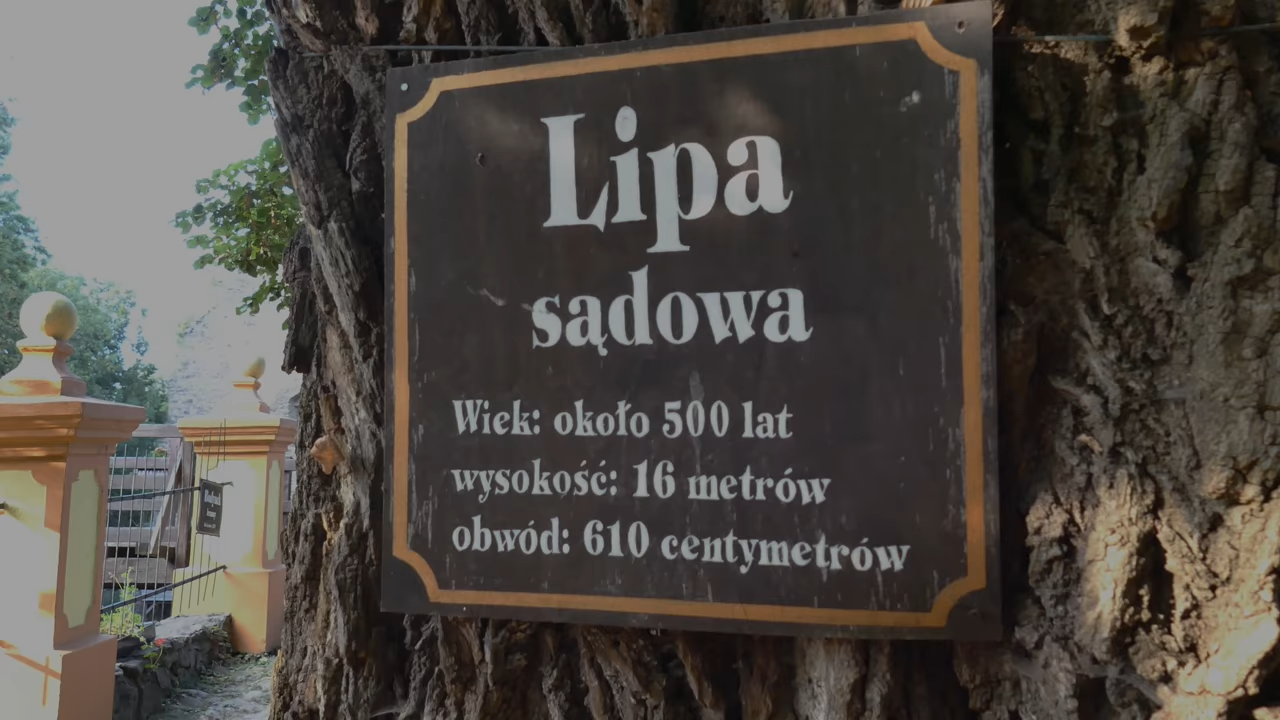 Lipa
sądowa
Wiek: około 500 lat
wysokość: 16 metrów
obwód: 610 centymetrów